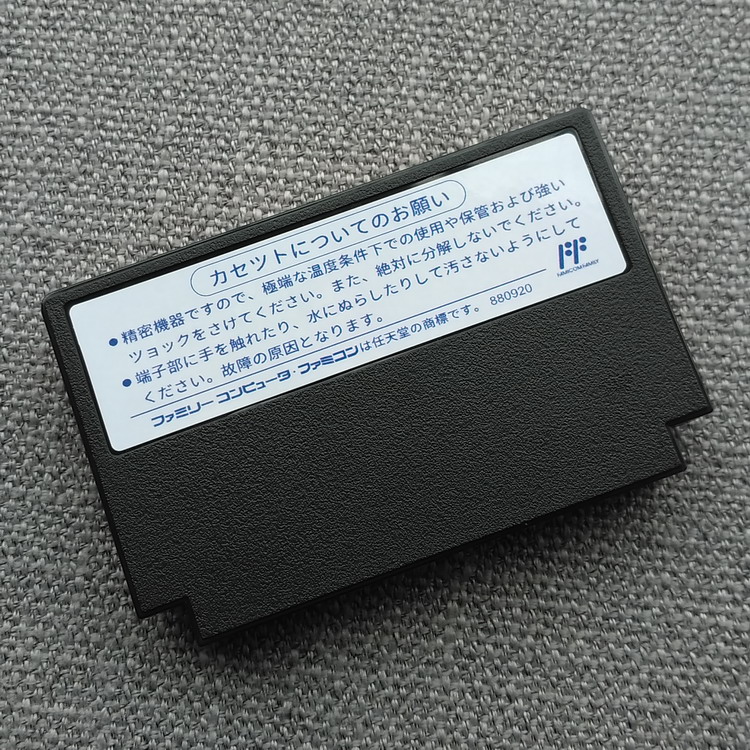 カセツトについてのお願い
●精密機器ですので、極端な温度条件下での使用や保管および強い
ツョックをさけてください。また、絶対に分解しないでください。
●端子部に手を触れたり、水にぬらしたりして汚さないようにして
ください。故障の原因となります。
ファミリーコンピュータ・ファミコンは任天堂の商標です。 880920
FF
FAMICOM FAMILY